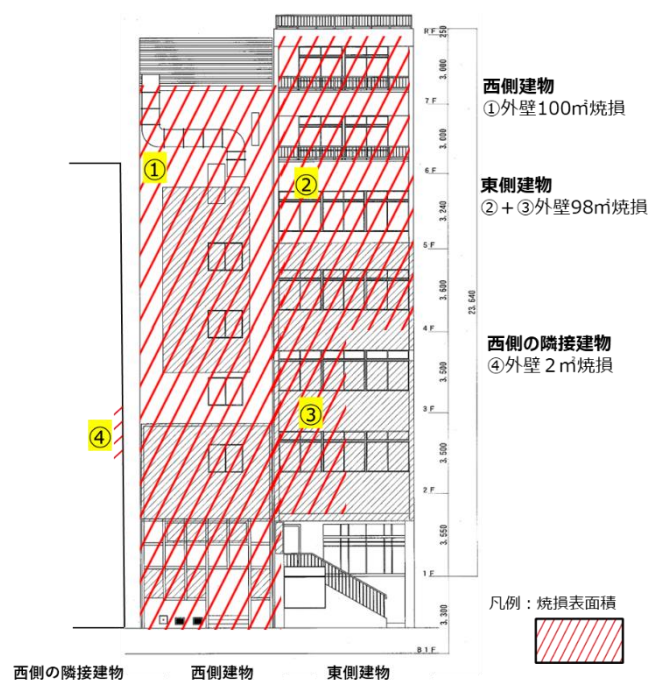 RF
250
3.000
7F
3.000
6F
3.240
5F
3.600
4F
3.500
3F
3.500
2F
3.550
1F
3.300
B1F
23.640
①
②
③
④
西側建物
①外壁100㎡焼損
東側建物
②＋③外壁98㎡焼損
西側の隣接建物
④外壁２㎡焼損
凡例：焼損表面積
西側の隣接建物
西側建物
東側建物